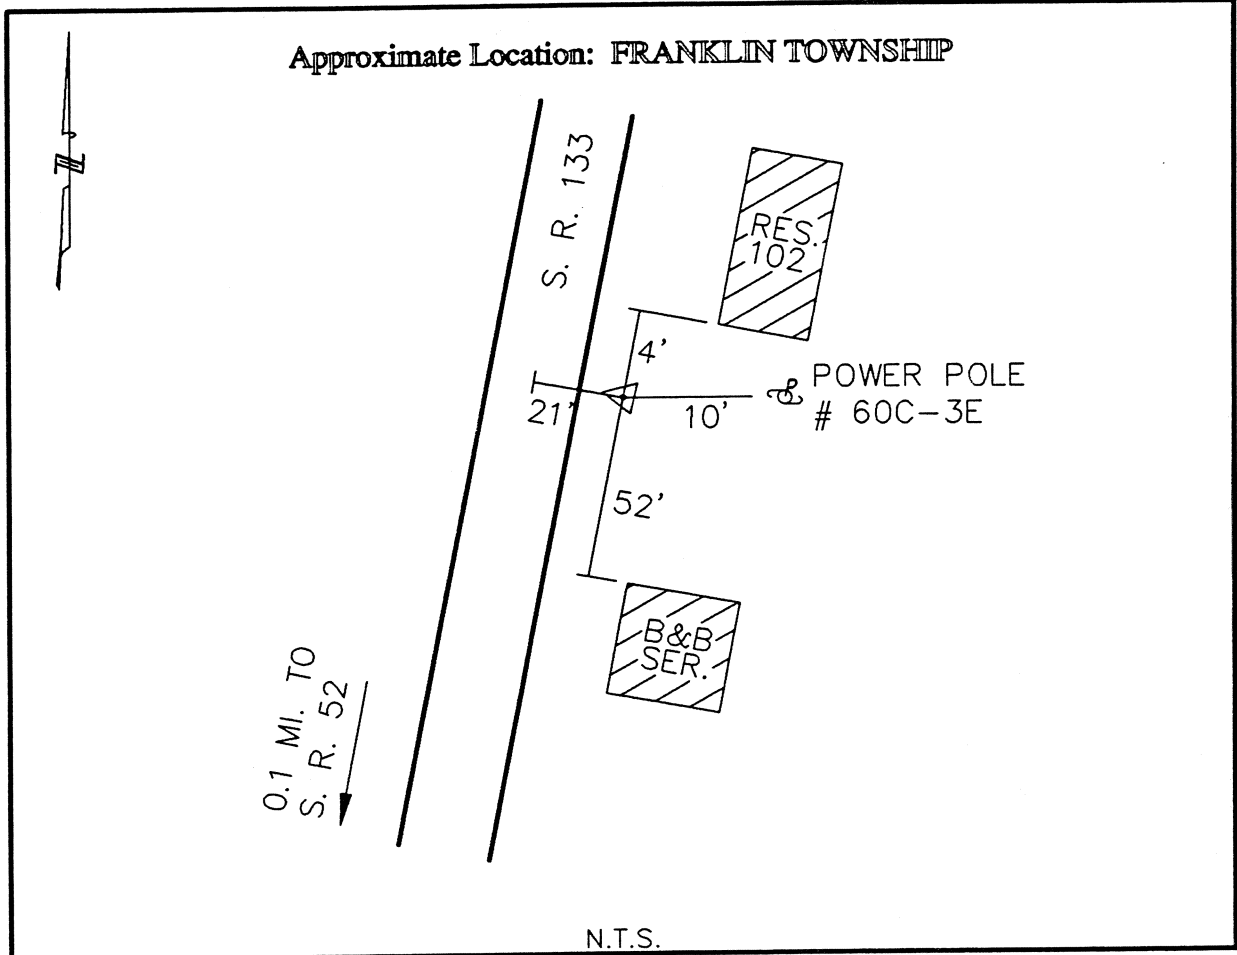 Approximate Location: FRANKLIN TOWNSHIP
N
S. R. 133
RES.
102
4'
21'
10'
POWER POLE
# 60C-3E
52'
B&B
SER.
0.1 MI. TO
S. R. 52
N.T.S.